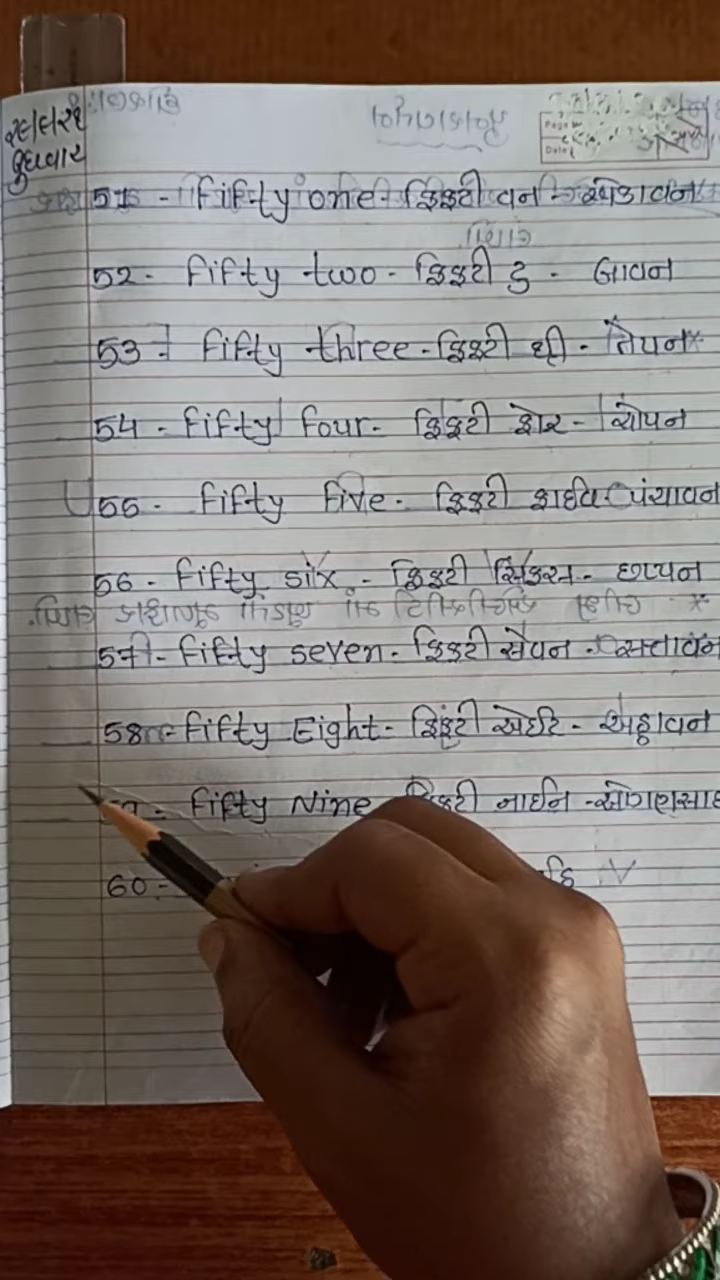 બુધવાર
51 - Fifty one - ફિફ્ટી વન - એકાવન
52 - Fifty two - ફિફ્ટી ટુ - બાવન
53 - Fifty three - ફિફ્ટી થ્રી - તેપન
54 - Fifty four - ફિફ્ટી ફોર - ચોપન
55 - Fifty Five - ફિફ્ટી ફાઈવ - પંચાવન
56 - Fifty six - ફિફ્ટી સિક્સ - છપ્પન
57 - Fifty seven - ફિફ્ટી સેવન - સત્તાવન
58 - Fifty Eight - ફિફ્ટી એઈટ - અઠ્ઠાવન
- Fifty Nine ફિફ્ટી નાઈન - ઓગણસાઠ
60 -